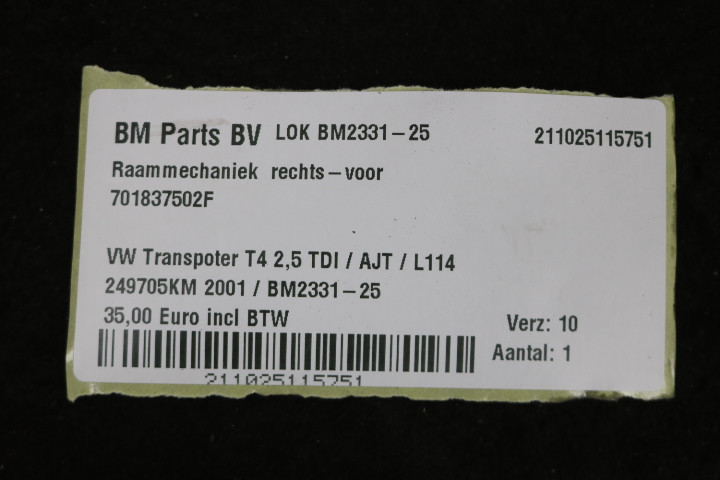 BM Parts BV LOK BM2331-25 211025115751
Raammechaniek rechts-voor
701837502F
VW Transpoter T4 2,5 TDI / AJT / L114
249705KM 2001 / BM2331-25
35,00 Euro incl BTW
Verz: 10
Aantal: 1
211025115751